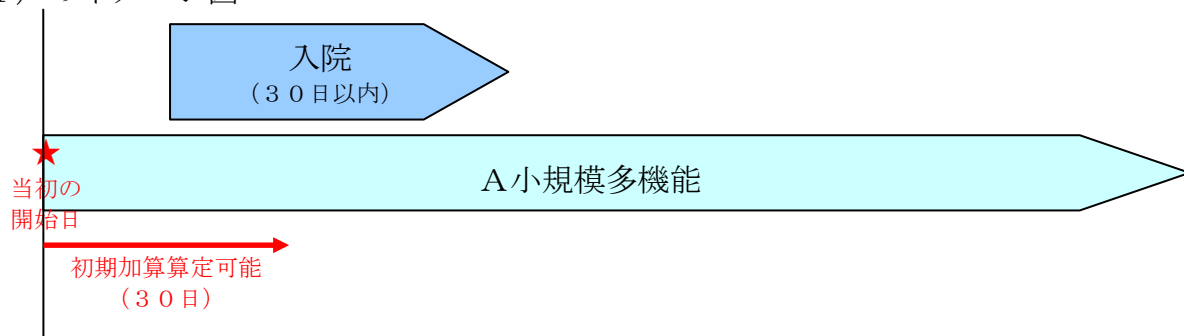 入院
（３０日以内）
Ａ小規模多機能
当初の
開始日
初期加算算定可能
（３０日）